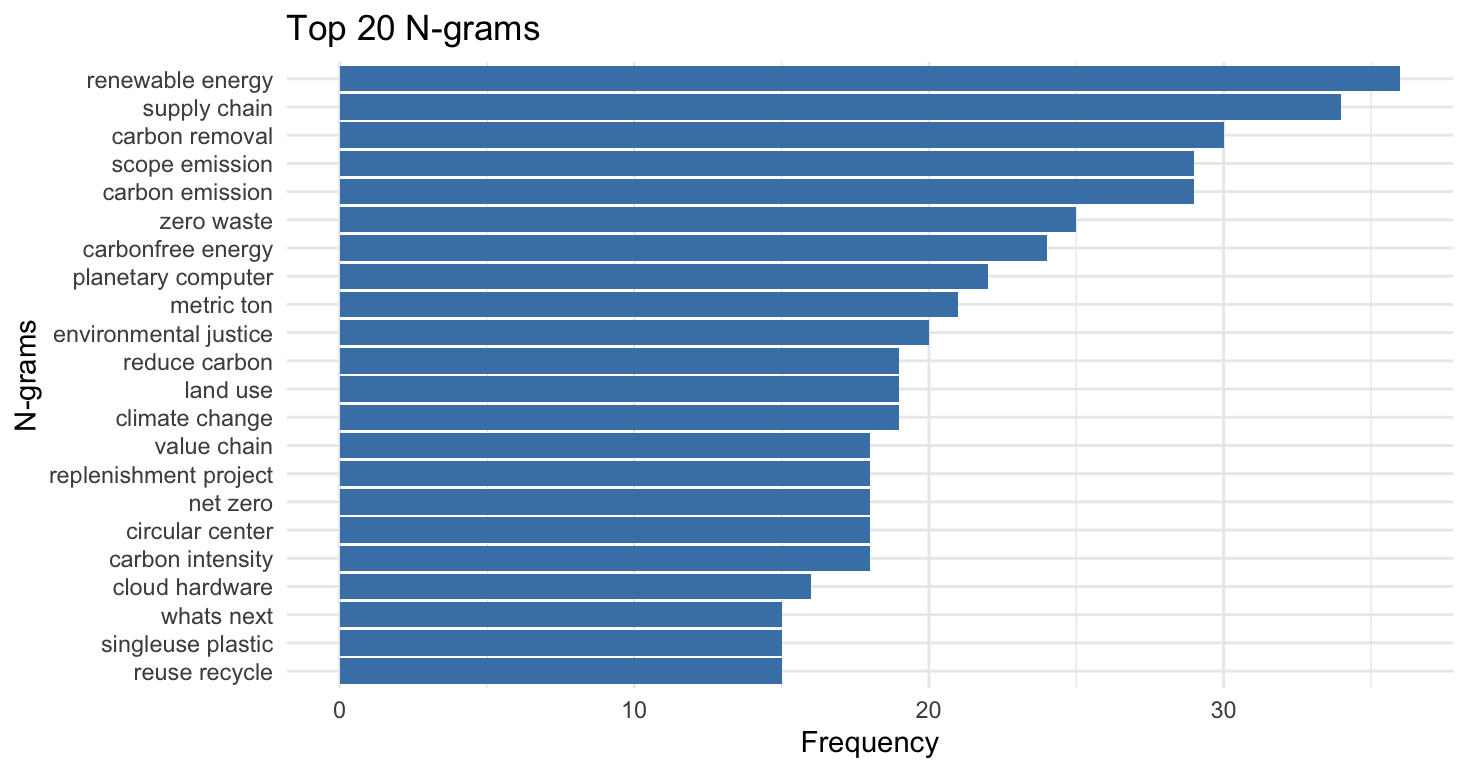 Top 20 N-grams
N-grams
renewable energy
supply chain
carbon removal
scope emission
carbon emission
zero waste
carbonfree energy
planetary computer
metric ton
environmental justice
reduce carbon
land use
climate change
value chain
replenishment project
net zero
circular center
carbon intensity
cloud hardware
whats next
singleuse plastic
reuse recycle
0 10 20 30
Frequency